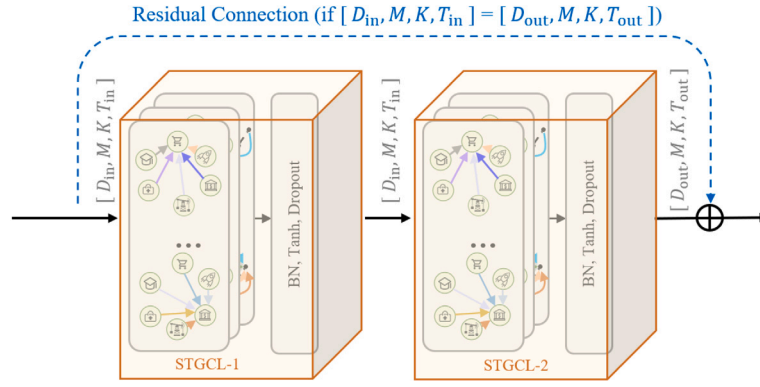 Residual Connection (if [ D_in, M, K, T_in ] = [ D_out, M, K, T_out ])
[ D_in, M, K, T_in ]
BN, Tanh, Dropout
STGCL-1
[ D_in, M, K, T_in ]
BN, Tanh, Dropout
STGCL-2
[ D_out, M, K, T_out ]